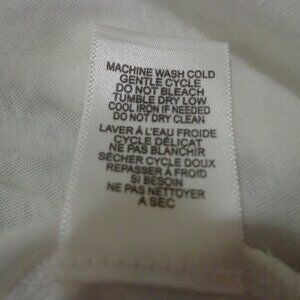 MACHINE WASH COLD
GENTLE CYCLE
DO NOT BLEACH
TUMBLE DRY LOW
COOL IRON IF NEEDED
DO NOT DRY CLEAN
LAVER À L'EAU FROIDE
CYCLE DÉLICAT
NE PAS BLANCHIR
SÉCHER CYCLE DOUX
REPASSER À FROID
SI BESOIN
NE PAS NETTOYER
A SEC